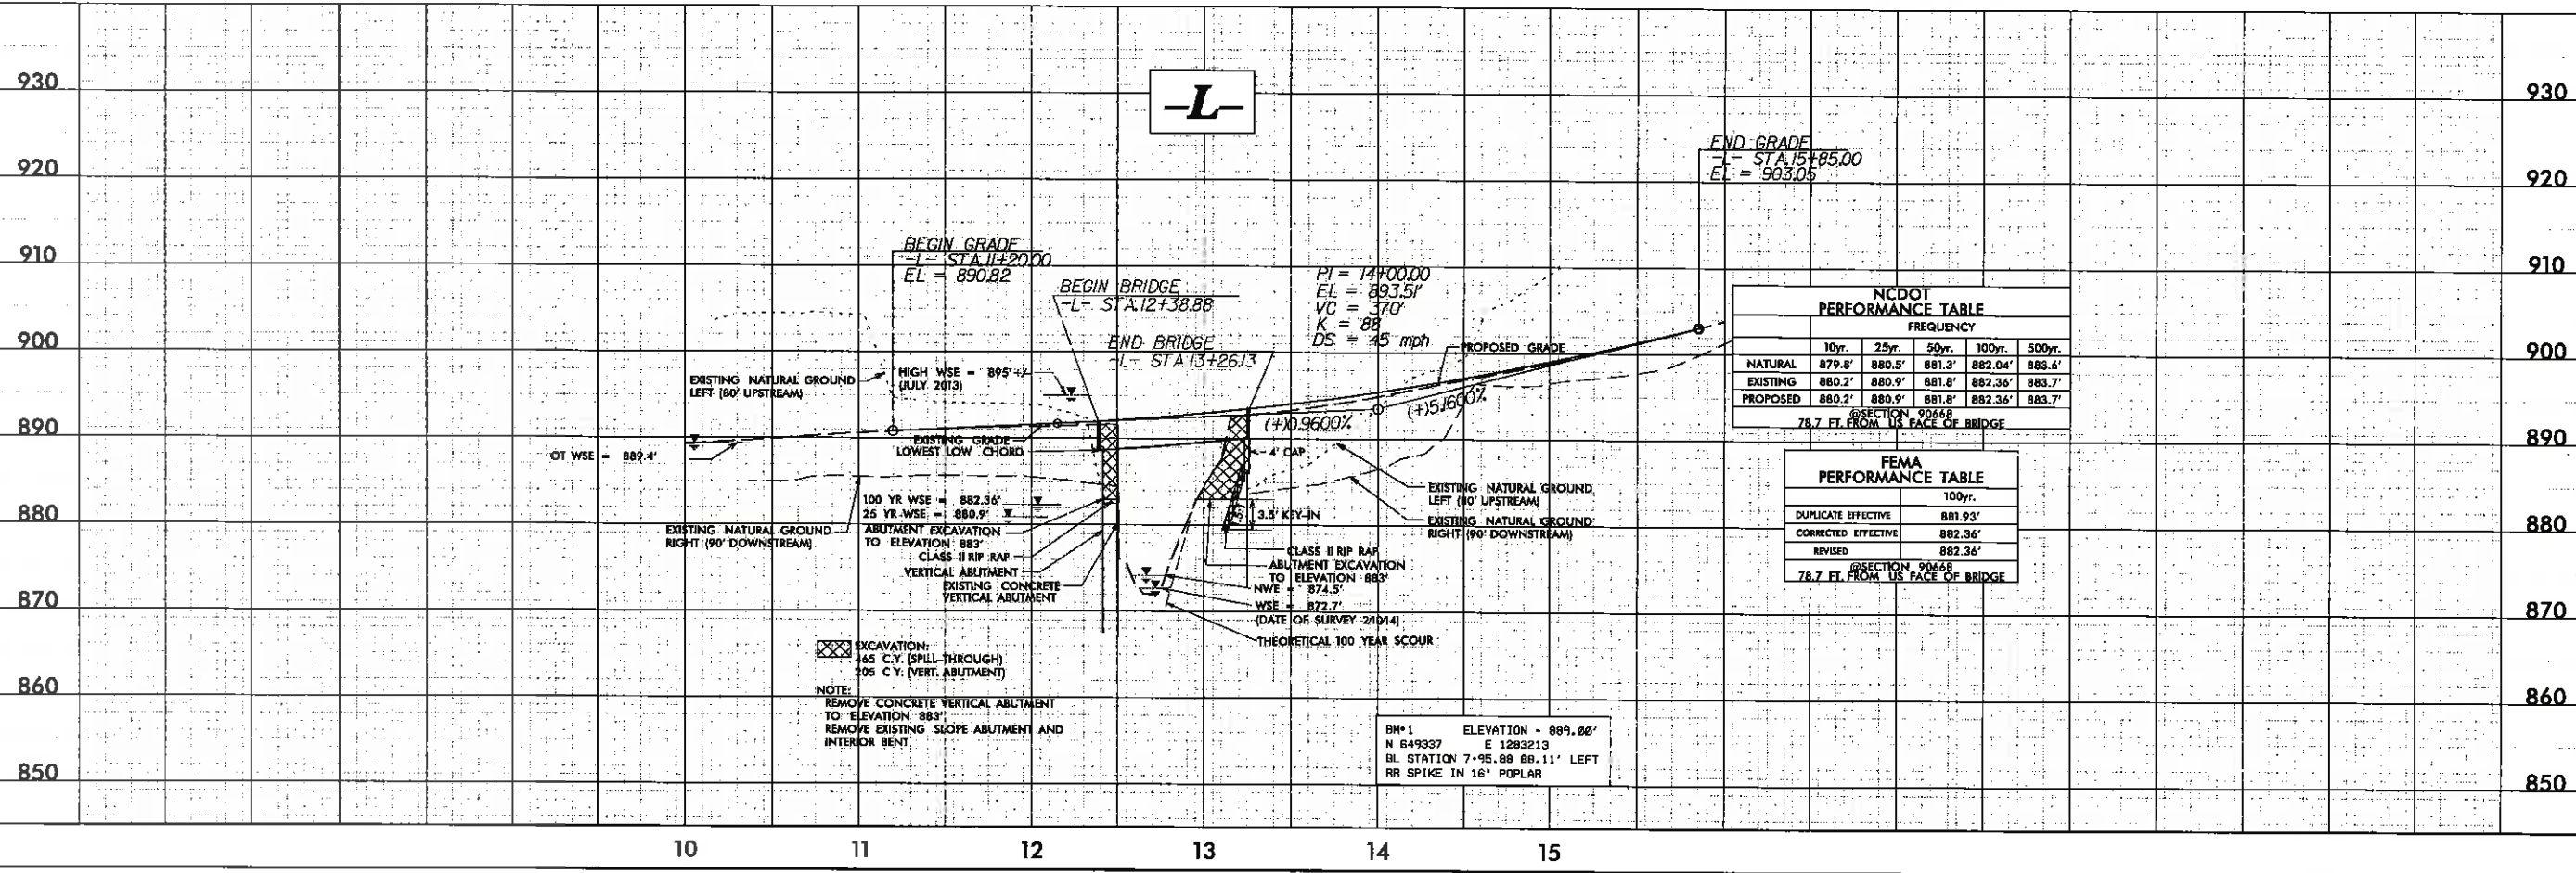 -L-
930
930
920
920
910
910
900
900
890
890
880
880
870
870
860
860
850
850
END GRADE
-L- STA.15+85.00
EL = 903.05
BEGIN GRADE
-L- STA.11+20.00
EL = 890.82
BEGIN BRIDGE
-L- STA.12+38.88
END BRIDGE
-L- STA.13+26.13
PI = 14+00.00
EL = 893.51'
VC = 370'
K = 88
DS = 45 mph
PROPOSED GRADE
(+)0.9600%
(+)5.1600%
HIGH WSE = 895'+/-
(JULY 2013)
EXISTING NATURAL GROUND
LEFT (80' UPSTREAM)
EXISTING GRADE
LOWEST LOW CHORD
OT WSE = 889.4'
100 YR WSE = 882.36'
25 YR WSE = 880.9'
EXISTING NATURAL GROUND
RIGHT (90' DOWNSTREAM)
ABUTMENT EXCAVATION
TO ELEVATION 883'
CLASS II RIP RAP
VERTICAL ABUTMENT
EXISTING CONCRETE
VERTICAL ABUTMENT
4' CAP
3.5' KEY-IN
EXISTING NATURAL GROUND
LEFT (80' UPSTREAM)
EXISTING NATURAL GROUND
RIGHT (90' DOWNSTREAM)
CLASS II RIP RAP
ABUTMENT EXCAVATION
TO ELEVATION 883'
NWE = 874.5'
WSE = 872.7'
(DATE OF SURVEY 2/10/14)
THEORETICAL 100 YEAR SCOUR
EXCAVATION:
465 C.Y. (SPILL-THROUGH)
205 C.Y. (VERT. ABUTMENT)
NOTE:
REMOVE CONCRETE VERTICAL ABUTMENT
TO ELEVATION 883'
REMOVE EXISTING SLOPE ABUTMENT AND
INTERIOR BENT
NCDOT
PERFORMANCE TABLE
FREQUENCY
10yr. 25yr. 50yr. 100yr. 500yr.
NATURAL 879.8' 880.5' 881.3' 882.04' 883.6'
EXISTING 880.2' 880.9' 881.8' 882.36' 883.7'
PROPOSED 880.2' 880.9' 881.8' 882.36' 883.7'
@SECTION 90668
78.7 FT. FROM US FACE OF BRIDGE
FEMA
PERFORMANCE TABLE
100yr.
DUPLICATE EFFECTIVE 881.93'
CORRECTED EFFECTIVE 882.36'
REVISED 882.36'
@SECTION 90668
78.7 FT. FROM US FACE OF BRIDGE
BM#1 ELEVATION - 889.00'
N 649337 E 1283213
BL STATION 7+95.88 88.11' LEFT
RR SPIKE IN 16" POPLAR
10 11 12 13 14 15